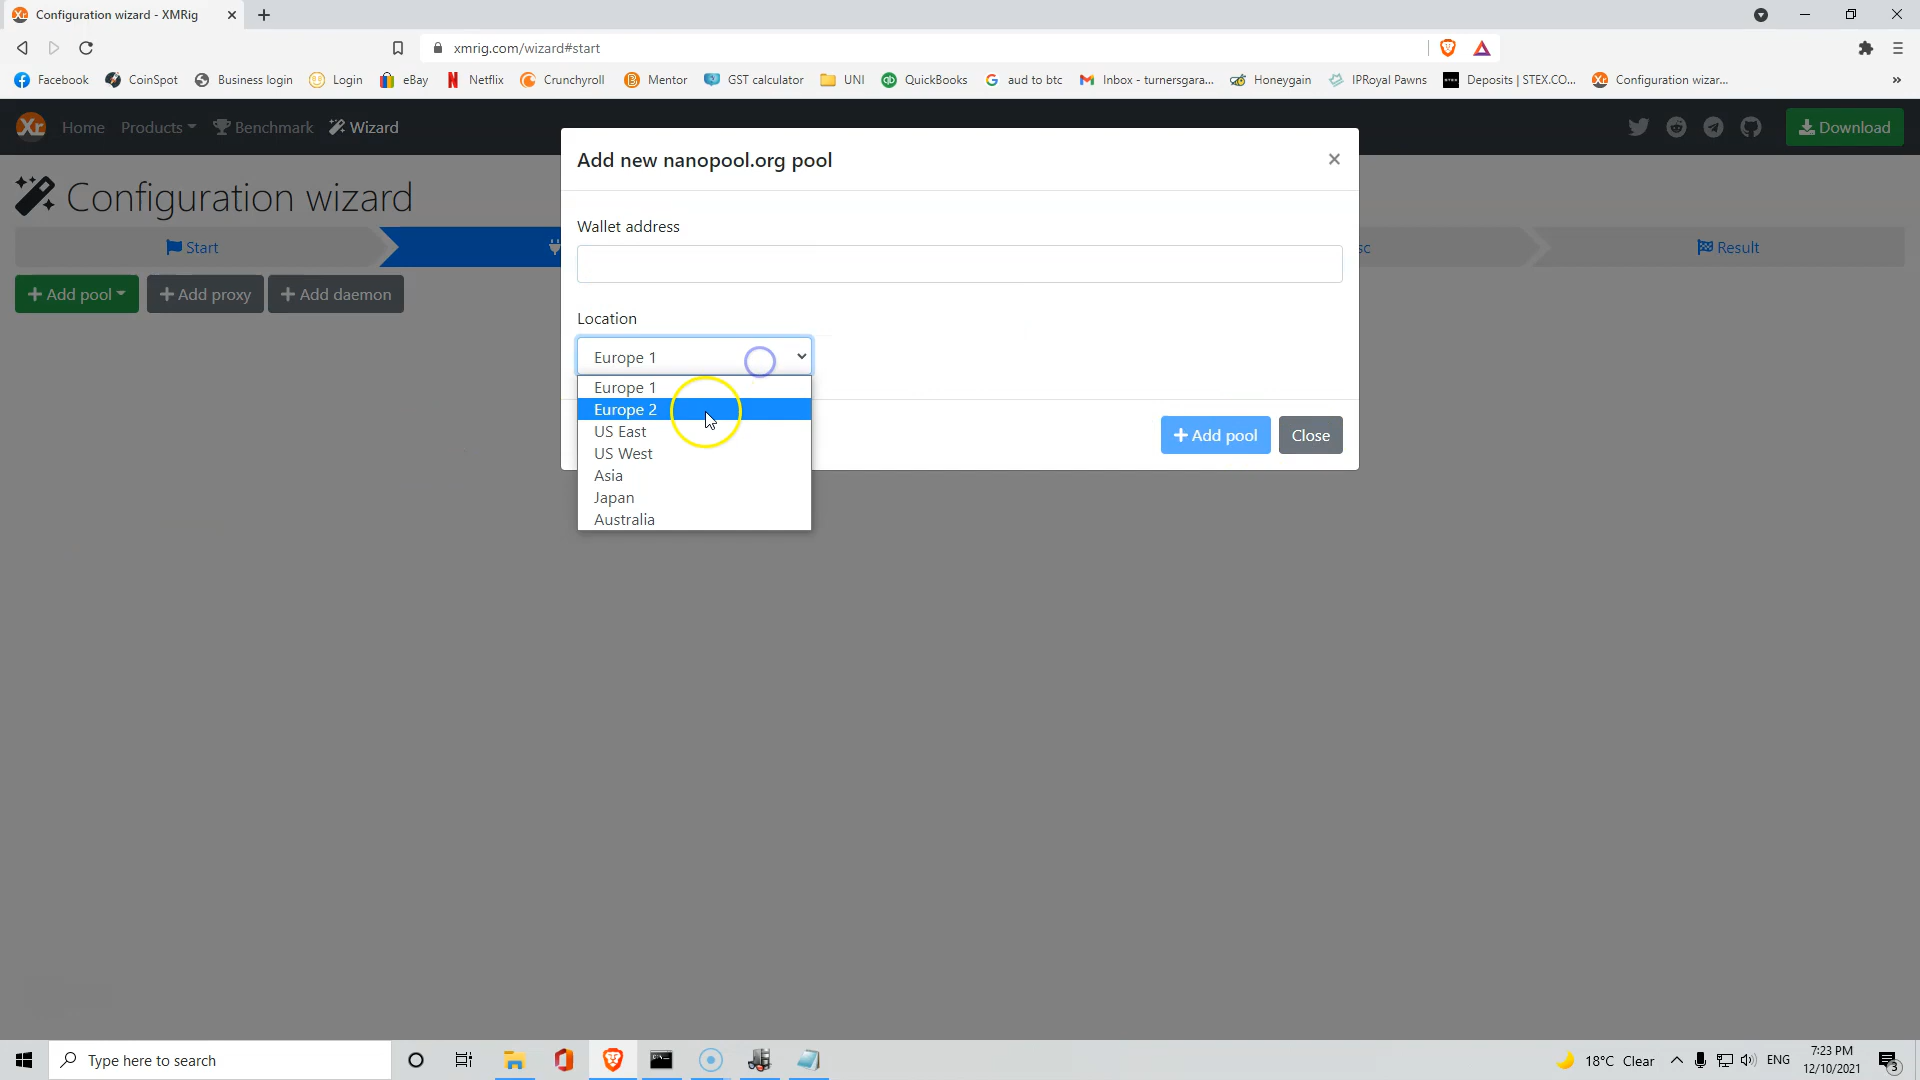 Configuration wizard - XMRig
xmrig.com/wizard#start
Facebook CoinSpot Business login Login eBay Netflix Crunchyroll Mentor GST calculator UNI QuickBooks aud to btc Inbox - turnersgara... Honeygain IPRoyal Pawns Deposits | STEX.CO... Configuration wizar... »
Xr Home Products Benchmark Wizard Download
Add new nanopool.org pool
Configuration wizard
Wallet address
Start
sc
Result
Add pool Add proxy Add daemon
Location
Europe 1
Europe 1
Europe 2
US East
US West
Asia
Japan
Australia
Add pool Close
Type here to search
18°C Clear ENG
7:23 PM
12/10/2021
3